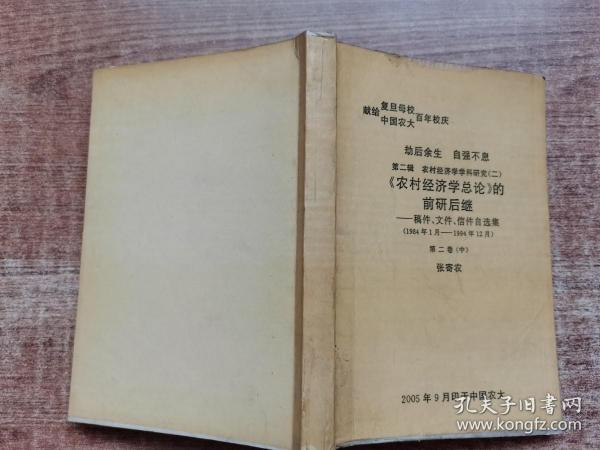 献给复旦母校百年校庆
中国农大
劫后余生 自强不息
第二辑 农村经济学学科研究(二)
《农村经济学总论》的
前研后继
——稿件、文件、信件自选集
(1984年1月——1994年12月)
第二卷(中)
张寄农
2005年9月印于中国农大
孔夫子旧书网
www.kongfz.com